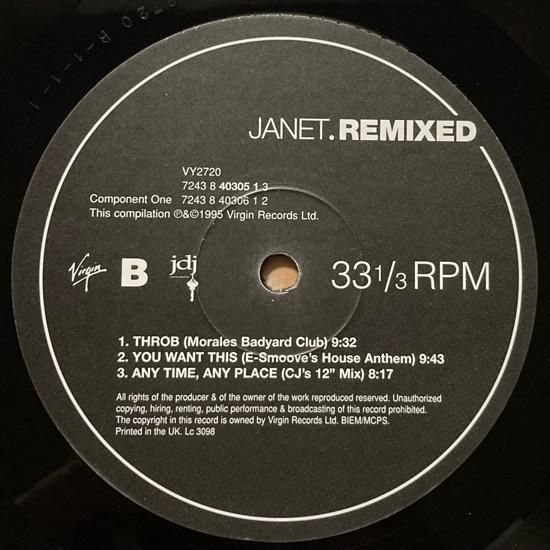 2720 B-1-1-1
JANET.REMIXED
VY2720
7243 8 40305 1 3
Component One 7243 8 40306 1 2
This compilation ℗&©1995 Virgin Records Ltd.
Virgin B jdj 33 1/3 RPM
1. THROB (Morales Badyard Club) 9:32
2. YOU WANT THIS (E-Smoove's House Anthem) 9:43
3. ANY TIME, ANY PLACE (CJ's 12" Mix) 8:17
All rights of the producer & of the owner of the work reproduced reserved. Unauthorized
copying, hiring, renting, public performance & broadcasting of this record prohibited.
The copyright in this record is owned by Virgin Records Ltd. BIEM/MCPS.
Printed in the UK. Lc 3098